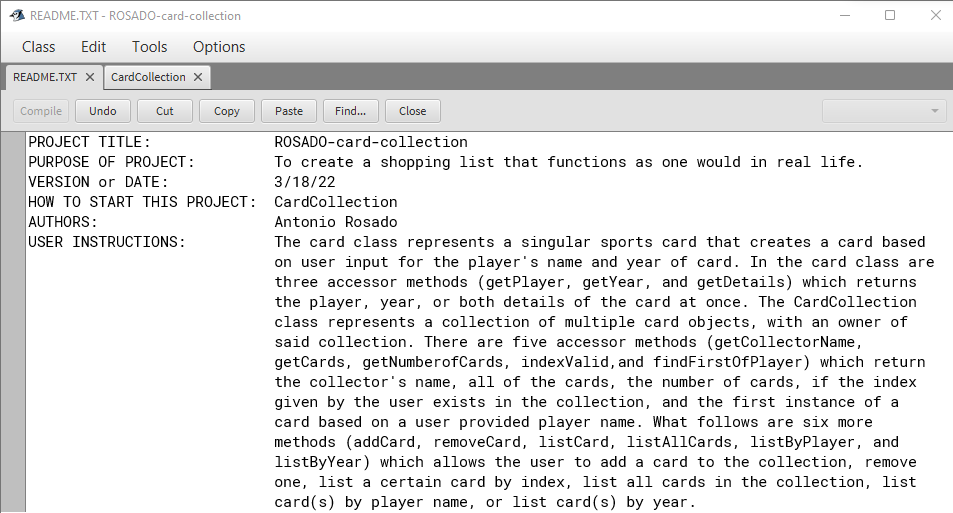 README.TXT - ROSADO-card-collection
Class Edit Tools Options
README.TXT CardCollection
Compile Undo Cut Copy Paste Find... Close
PROJECT TITLE: ROSADO-card-collection
PURPOSE OF PROJECT: To create a shopping list that functions as one would in real life.
VERSION or DATE: 3/18/22
HOW TO START THIS PROJECT: CardCollection
AUTHORS: Antonio Rosado
USER INSTRUCTIONS: The card class represents a singular sports card that creates a card based
on user input for the player's name and year of card. In the card class are
three accessor methods (getPlayer, getYear, and getDetails) which returns
the player, year, or both details of the card at once. The CardCollection
class represents a collection of multiple card objects, with an owner of
said collection. There are five accessor methods (getCollectorName,
getCards, getNumberofCards, indexValid,and findFirstOfPlayer) which return
the collector's name, all of the cards, the number of cards, if the index
given by the user exists in the collection, and the first instance of a
card based on a user provided player name. What follows are six more
methods (addCard, removeCard, listCard, listAllCards, listByPlayer, and
listByYear) which allows the user to add a card to the collection, remove
one, list a certain card by index, list all cards in the collection, list
card(s) by player name, or list card(s) by year.